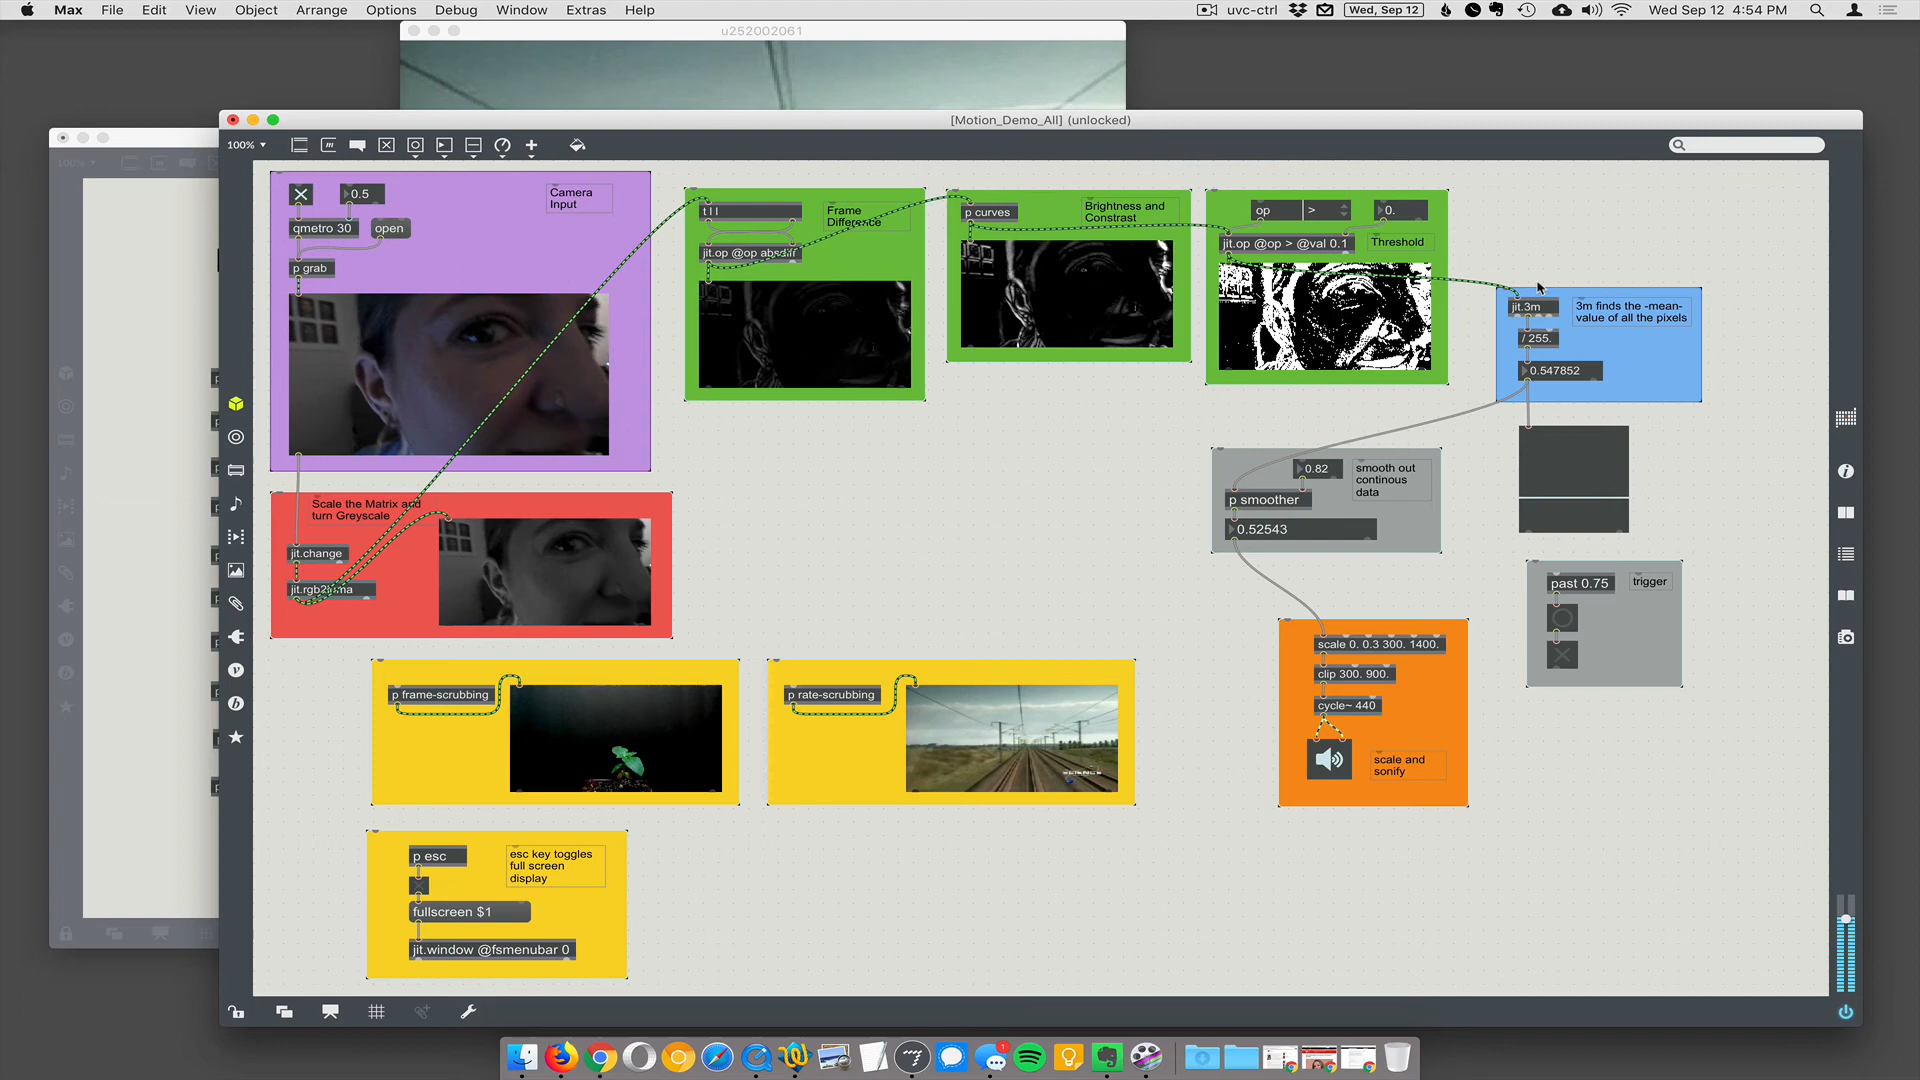 Max File Edit View Object Arrange Options Debug Window Extras Help
uvc-ctrl
Wed, Sep 12
Wed Sep 12 4:54 PM
u252002061
[Motion_Demo_All] (unlocked)
100%
100%
0.5
Camera
Input
qmetro 30
open
p grab
t l l
Frame
Difference
jit.op @op absdiff
p curves
Brightness and
Constrast
op
>
0.
jit.op @op > @val 0.1
Threshold
jit.3m
3m finds the -mean-
value of all the pixels
/ 255.
0.547852
Scale the Matrix and
turn Greyscale
jit.change
0.82
smooth out
continous
data
p smoother
0.52543
past 0.75
trigger
p frame-scrubbing
p rate-scrubbing
SCIENCE
scale 0. 0.3 300. 1400.
clip 300. 900.
cycle~ 440
scale and
sonify
p esc
esc key toggles
full screen
display
fullscreen $1
jit.window @fsmenubar 0
1